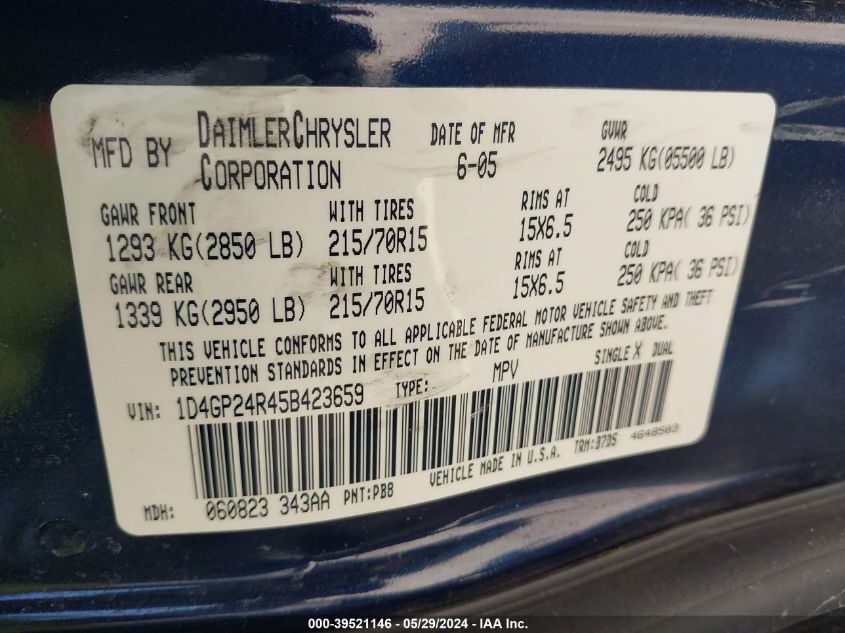 MFD BY DAIMLERCHRYSLER CORPORATION DATE OF MFR 6-05 GVWR 2495 KG(05500 LB)
GAWR FRONT WITH TIRES RIMS AT COLD
1293 KG(2850 LB) 215/70R15 15X6.5 250 KPA( 36 PSI)
GAWR REAR WITH TIRES RIMS AT COLD
1339 KG(2950 LB) 215/70R15 15X6.5 250 KPA( 36 PSI)
THIS VEHICLE CONFORMS TO ALL APPLICABLE FEDERAL MOTOR VEHICLE SAFETY AND THEFT
PREVENTION STANDARDS IN EFFECT ON THE DATE OF MANUFACTURE SHOWN ABOVE.
VIN: 1D4GP24R45B423659 TYPE: MPV SINGLE X DUAL
VEHICLE MADE IN U.S.A. TRM:B7DS 4648503
MDH: 060823 343AA PNT:PB8
000-39521146 - 05/29/2024 - IAA Inc.